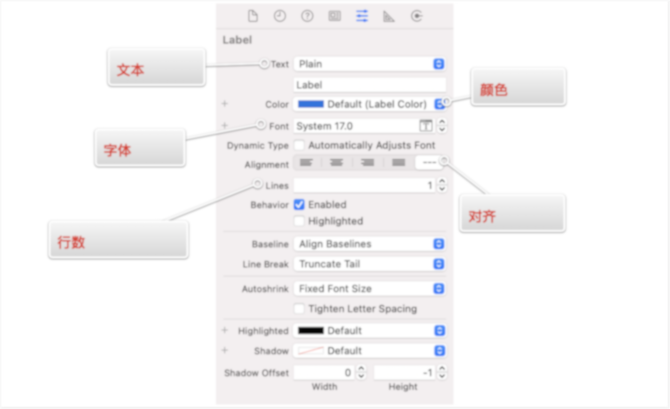 Label
文本
Text Plain
Label
颜色
Color Default (Label Color)
字体
Font System 17.0
Dynamic Type Automatically Adjusts Font
Alignment
Lines 1
对齐
行数
Behavior Enabled
Highlighted
Baseline Align Baselines
Line Break Truncate Tail
Autoshrink Fixed Font Size
Tighten Letter Spacing
Highlighted Default
Shadow Default
Shadow Offset 0 -1
Width Height